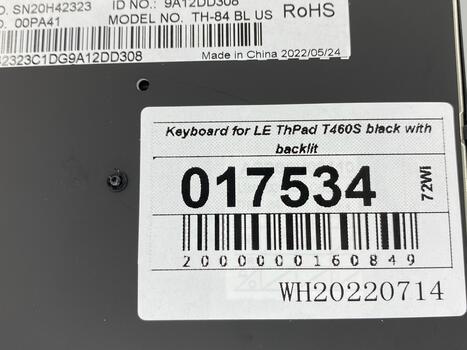 O. SN20H42323 ID NO.: 9A12DD308
O. 00PA41 MODEL NO. TH-84 BL US RoHS
42323C1DG9A12DD308 Made in China 2022/05/24
Keyboard for LE ThPad T460S black with
backlit
017534
72Wi
2000000160849
WH20220714